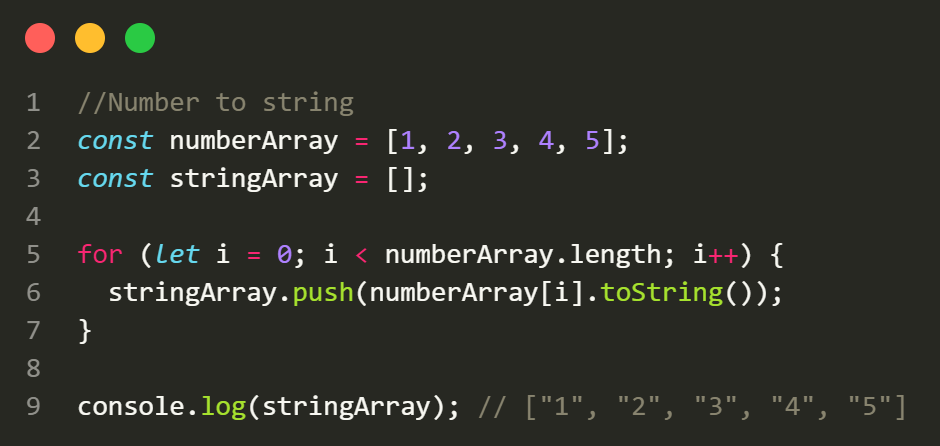 1 //Number to string
2 const numberArray = [1, 2, 3, 4, 5];
3 const stringArray = [];
4
5 for (let i = 0; i < numberArray.length; i++) {
6   stringArray.push(numberArray[i].toString());
7 }
8
9 console.log(stringArray); // ["1", "2", "3", "4", "5"]